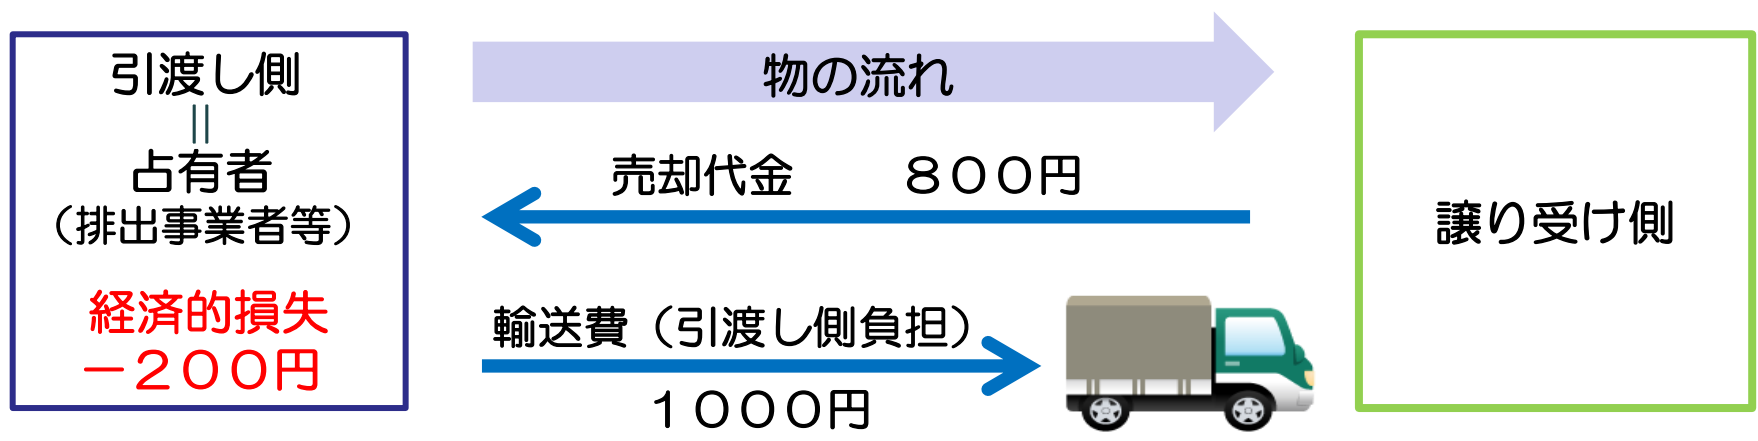 引渡し側
||
占有者
（排出事業者等）
経済的損失
－２００円
物の流れ
売却代金　　８００円
輸送費（引渡し側負担）
１０００円
譲り受け側